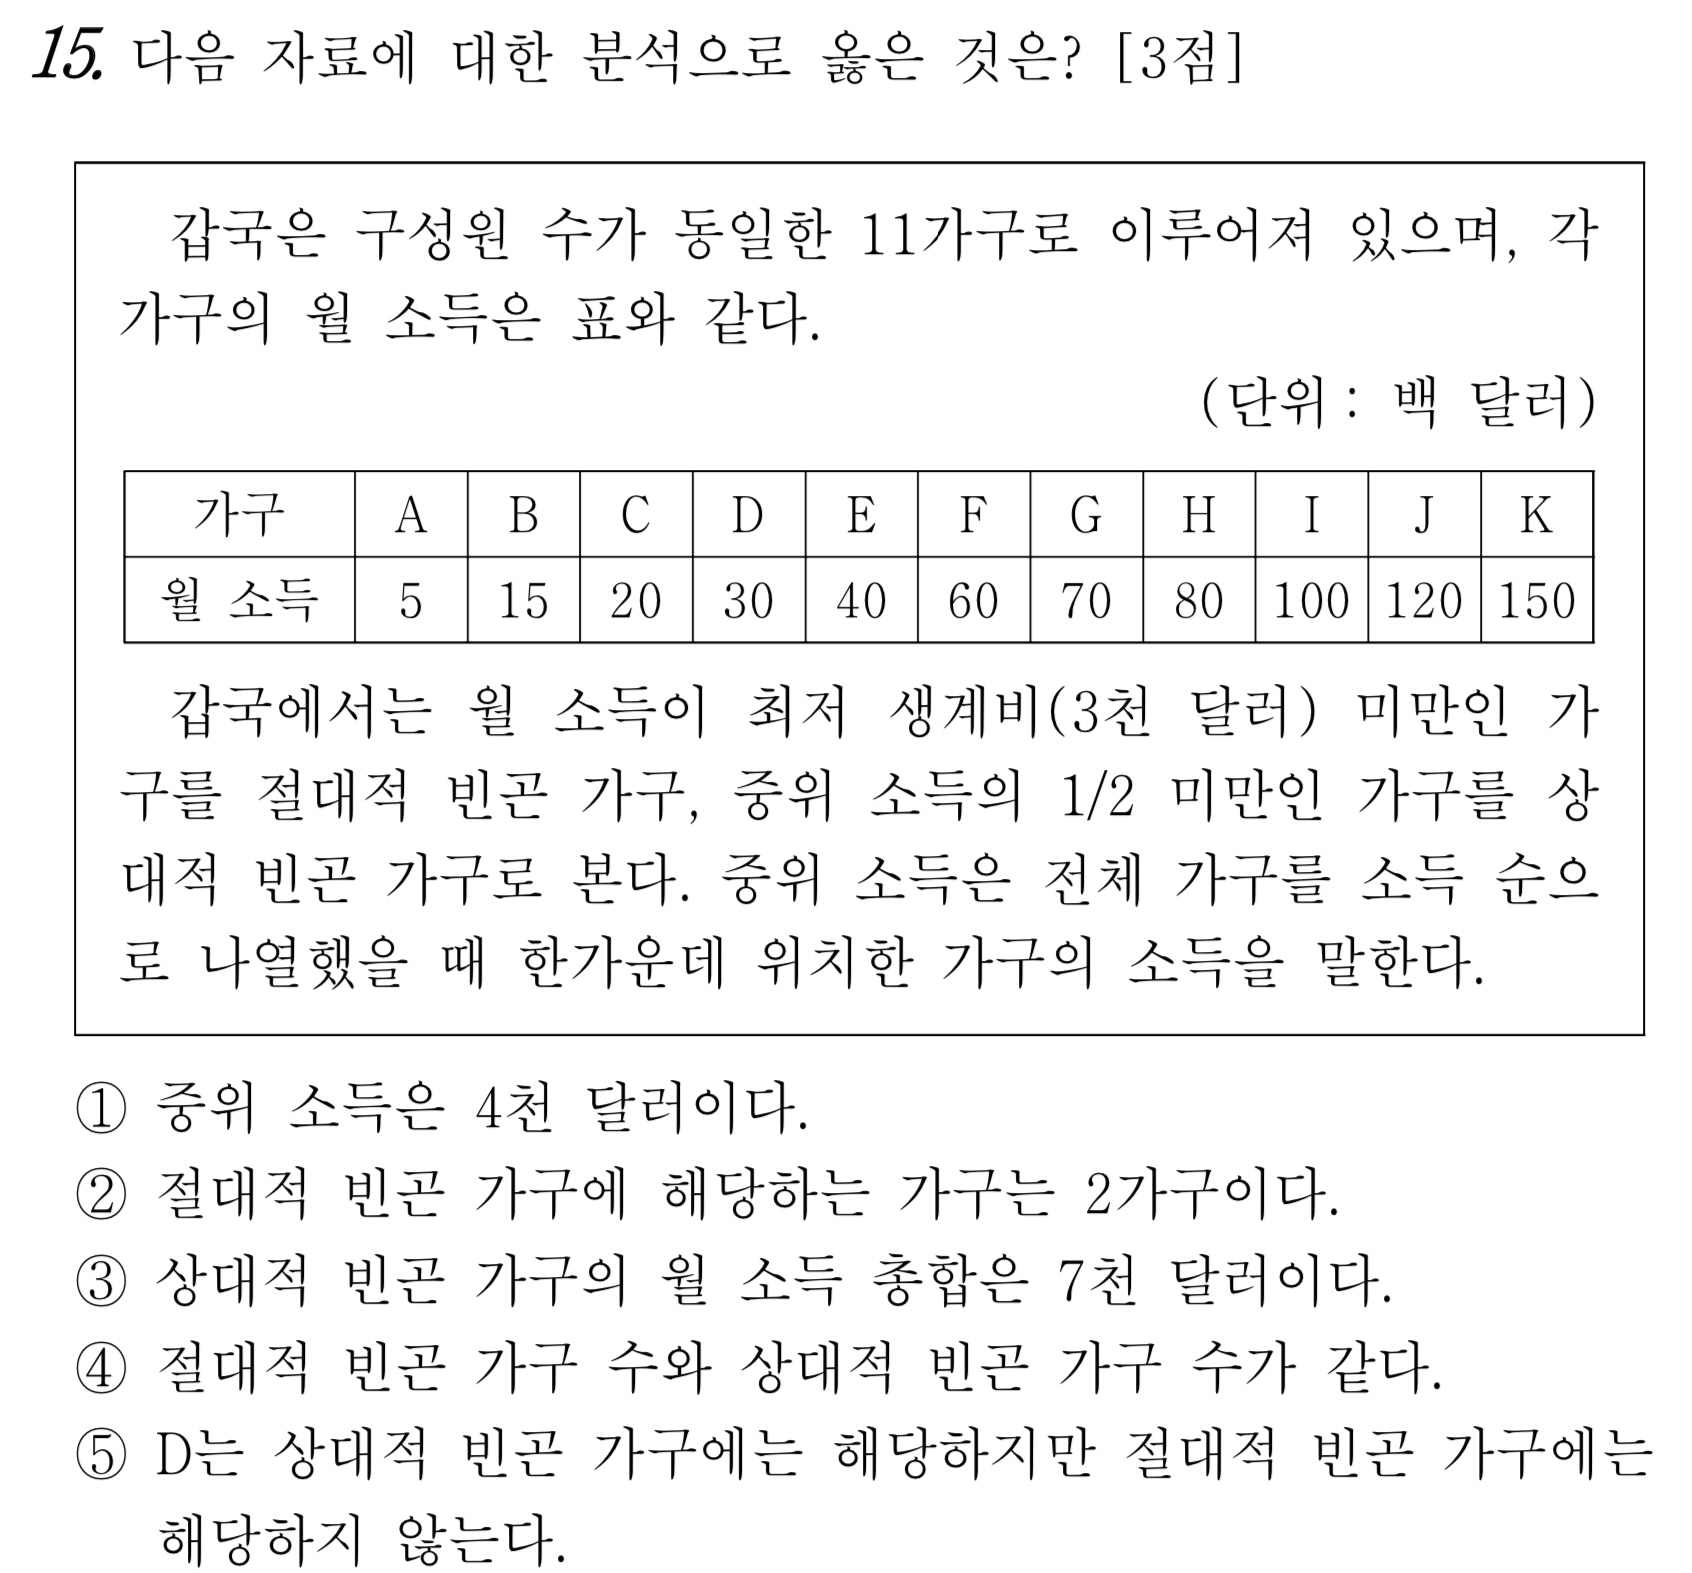 15. 다음 자료에 대한 분석으로 옳은 것은? [3점]
갑국은 구성원 수가 동일한 11가구로 이루어져 있으며, 각
가구의 월 소득은 표와 같다.
(단위: 백 달러)
가구 A B C D E F G H I J K
월 소득 5 15 20 30 40 60 70 80 100 120 150
갑국에서는 월 소득이 최저 생계비(3천 달러) 미만인 가
구를 절대적 빈곤 가구, 중위 소득의 1/2 미만인 가구를 상
대적 빈곤 가구로 본다. 중위 소득은 전체 가구를 소득 순으
로 나열했을 때 한가운데 위치한 가구의 소득을 말한다.
① 중위 소득은 4천 달러이다.
② 절대적 빈곤 가구에 해당하는 가구는 2가구이다.
③ 상대적 빈곤 가구의 월 소득 총합은 7천 달러이다.
④ 절대적 빈곤 가구 수와 상대적 빈곤 가구 수가 같다.
⑤ D는 상대적 빈곤 가구에는 해당하지만 절대적 빈곤 가구에는
해당하지 않는다.